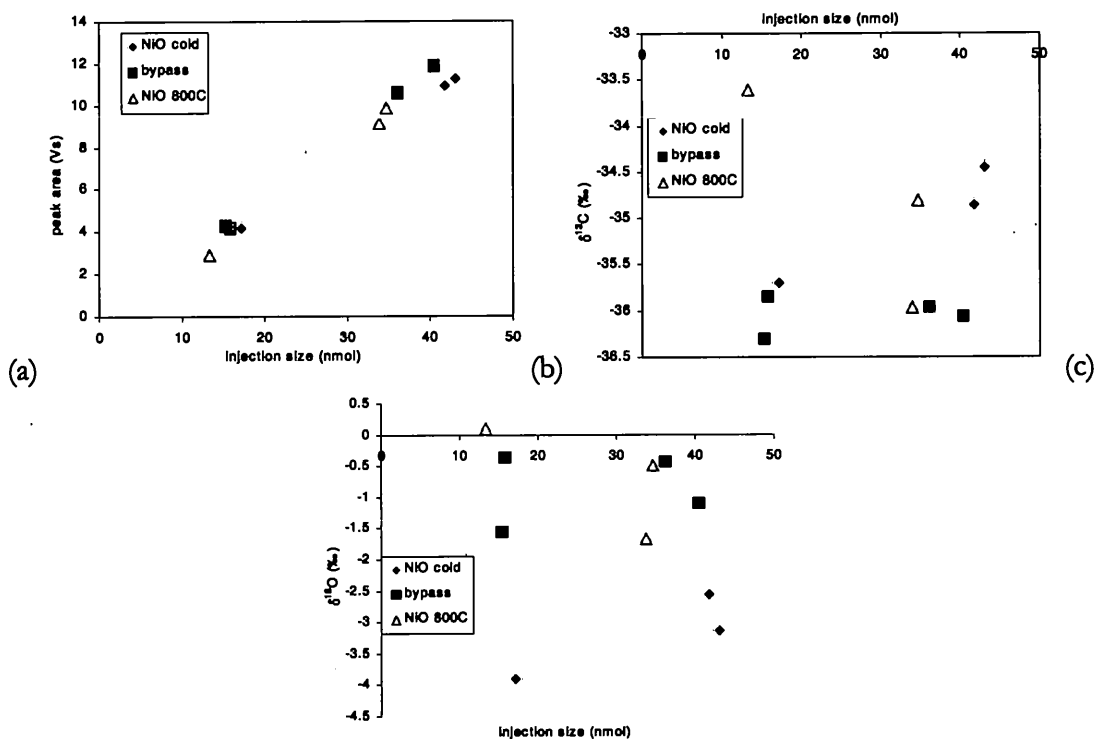 14
12
10
8
6
4
2
0
peak area (Vs)
NiO cold
bypass
NiO 800C
0 10 20 30 40 50
injection size (nmol)
(a)
injection size (nmol)
0 10 20 30 40 50
-33
-33.5
-34
-34.5
-35
-35.5
-36
-36.5
δ¹³C (‰)
NiO cold
bypass
NiO 800C
(b)
(c)
0.5
0
-0.5
-1
-1.5
-2
-2.5
-3
-3.5
-4
-4.5
δ¹⁸O (‰)
0 10 20 30 40 50
NiO cold
bypass
NiO 800C
injection size (nmol)